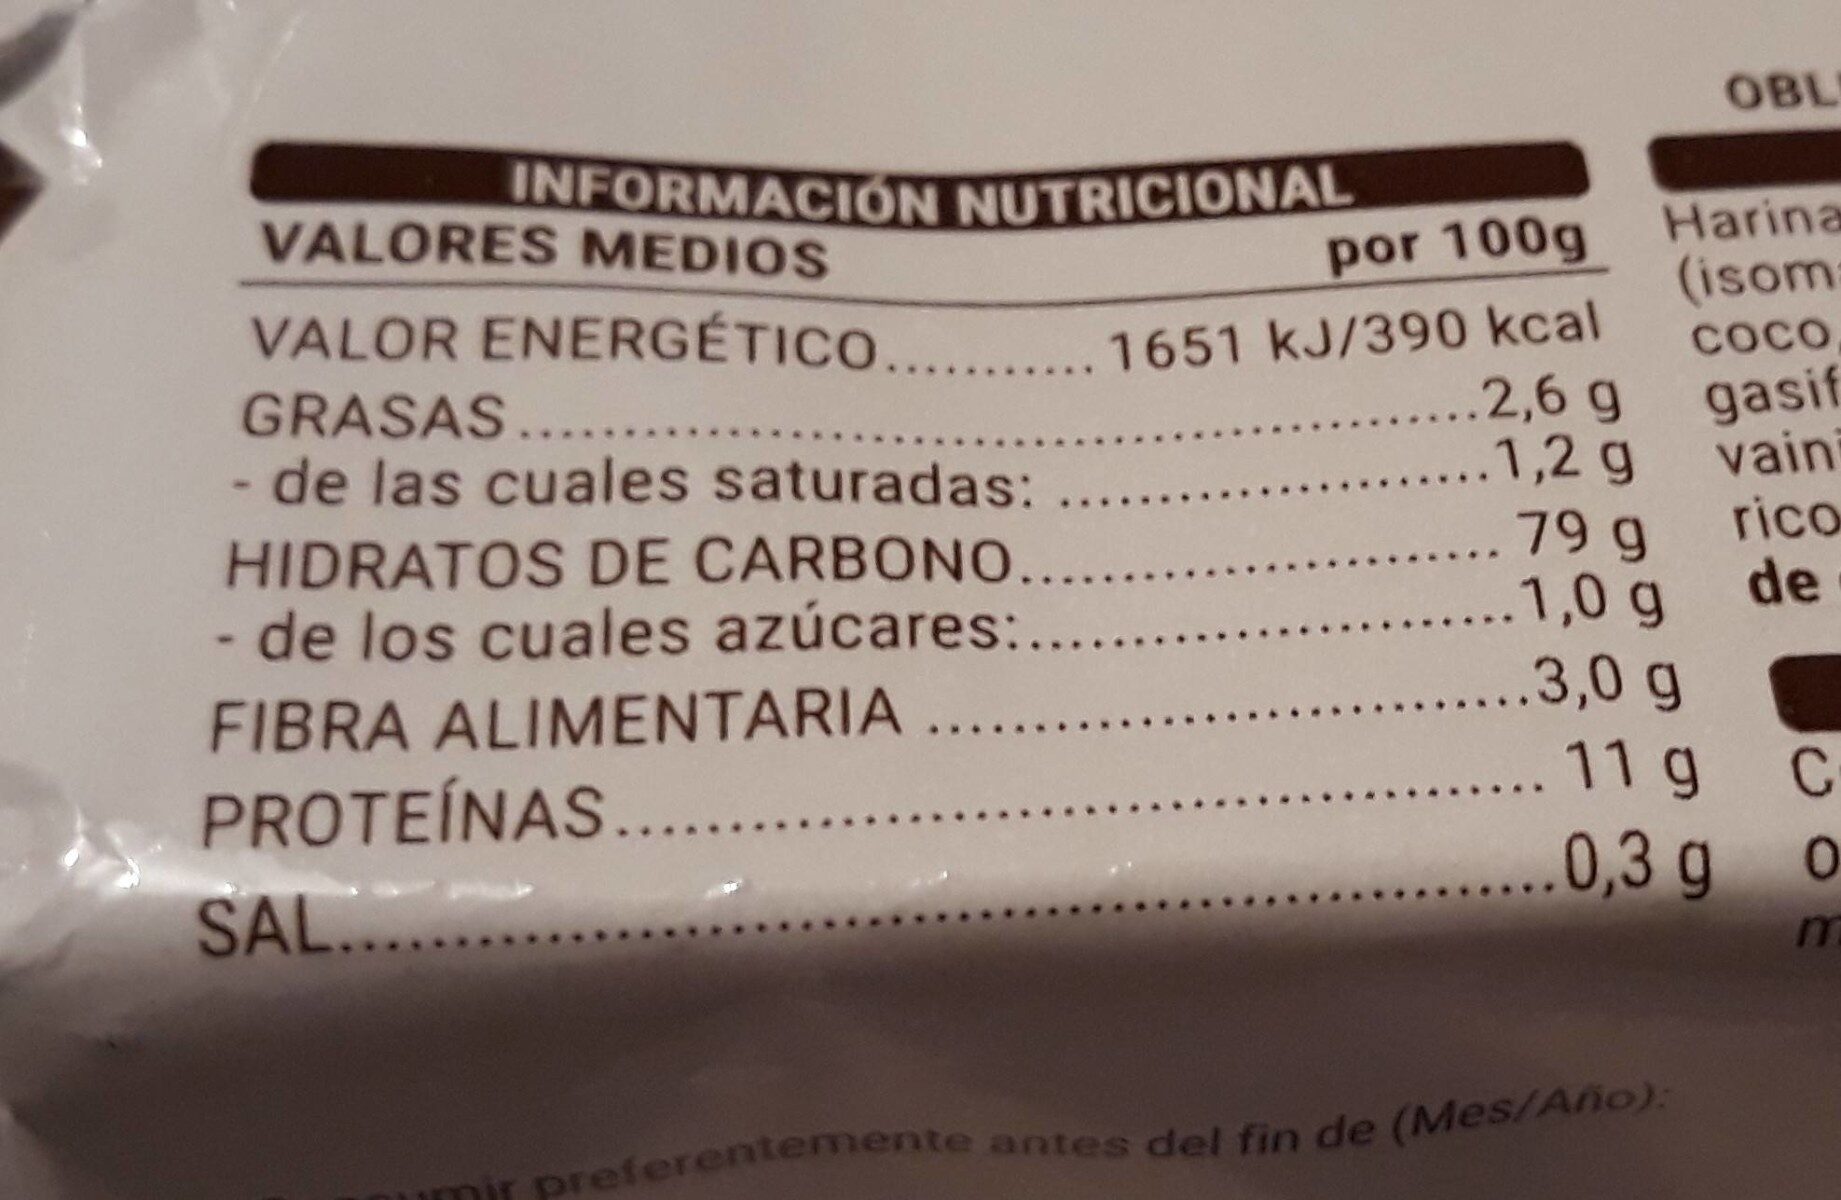 INFORMACIÓN NUTRICIONAL
VALORES MEDIOS por 100g
VALOR ENERGÉTICO........... 1651 kJ/390 kcal
GRASAS...............................................2,6 g
- de las cuales saturadas: ......................1,2 g
HIDRATOS DE CARBONO......................... 79 g
- de los cuales azúcares:..........................1,0 g
FIBRA ALIMENTARIA ................................3,0 g
PROTEÍNAS................................................ 11 g
SAL............................................................0,3 g
preferentemente antes del fin de (Mes/Año):
OBL
Harina
(isom
coco,
gasif
vaini
rico
de
C
o
m